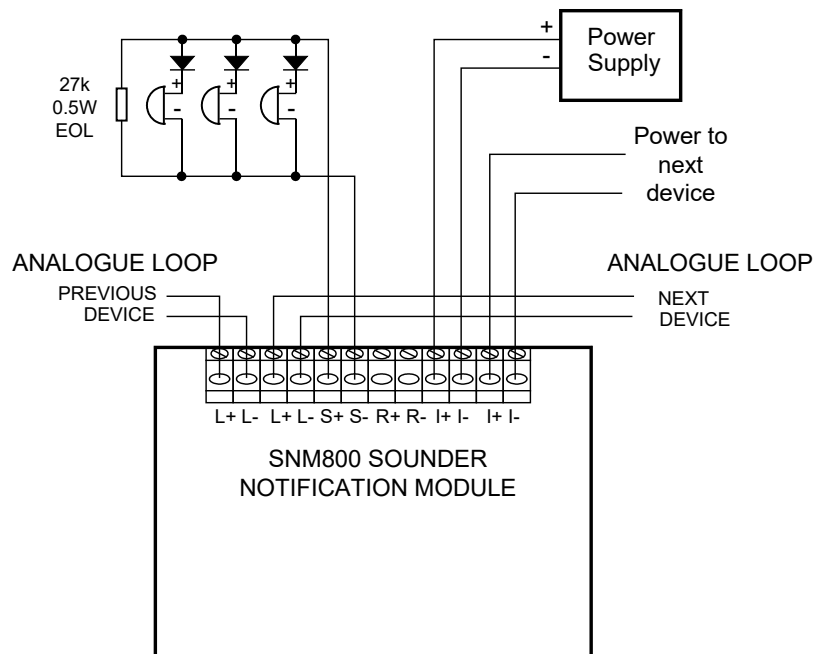 +
-
Power
Supply
27k
0.5W
EOL
+ + +
- - -
Power to
next
device
ANALOGUE LOOP
PREVIOUS
DEVICE
ANALOGUE LOOP
NEXT
DEVICE
L+ L- L+ L- S+ S- R+ R- I+ I- I+ I-
SNM800 SOUNDER
NOTIFICATION MODULE